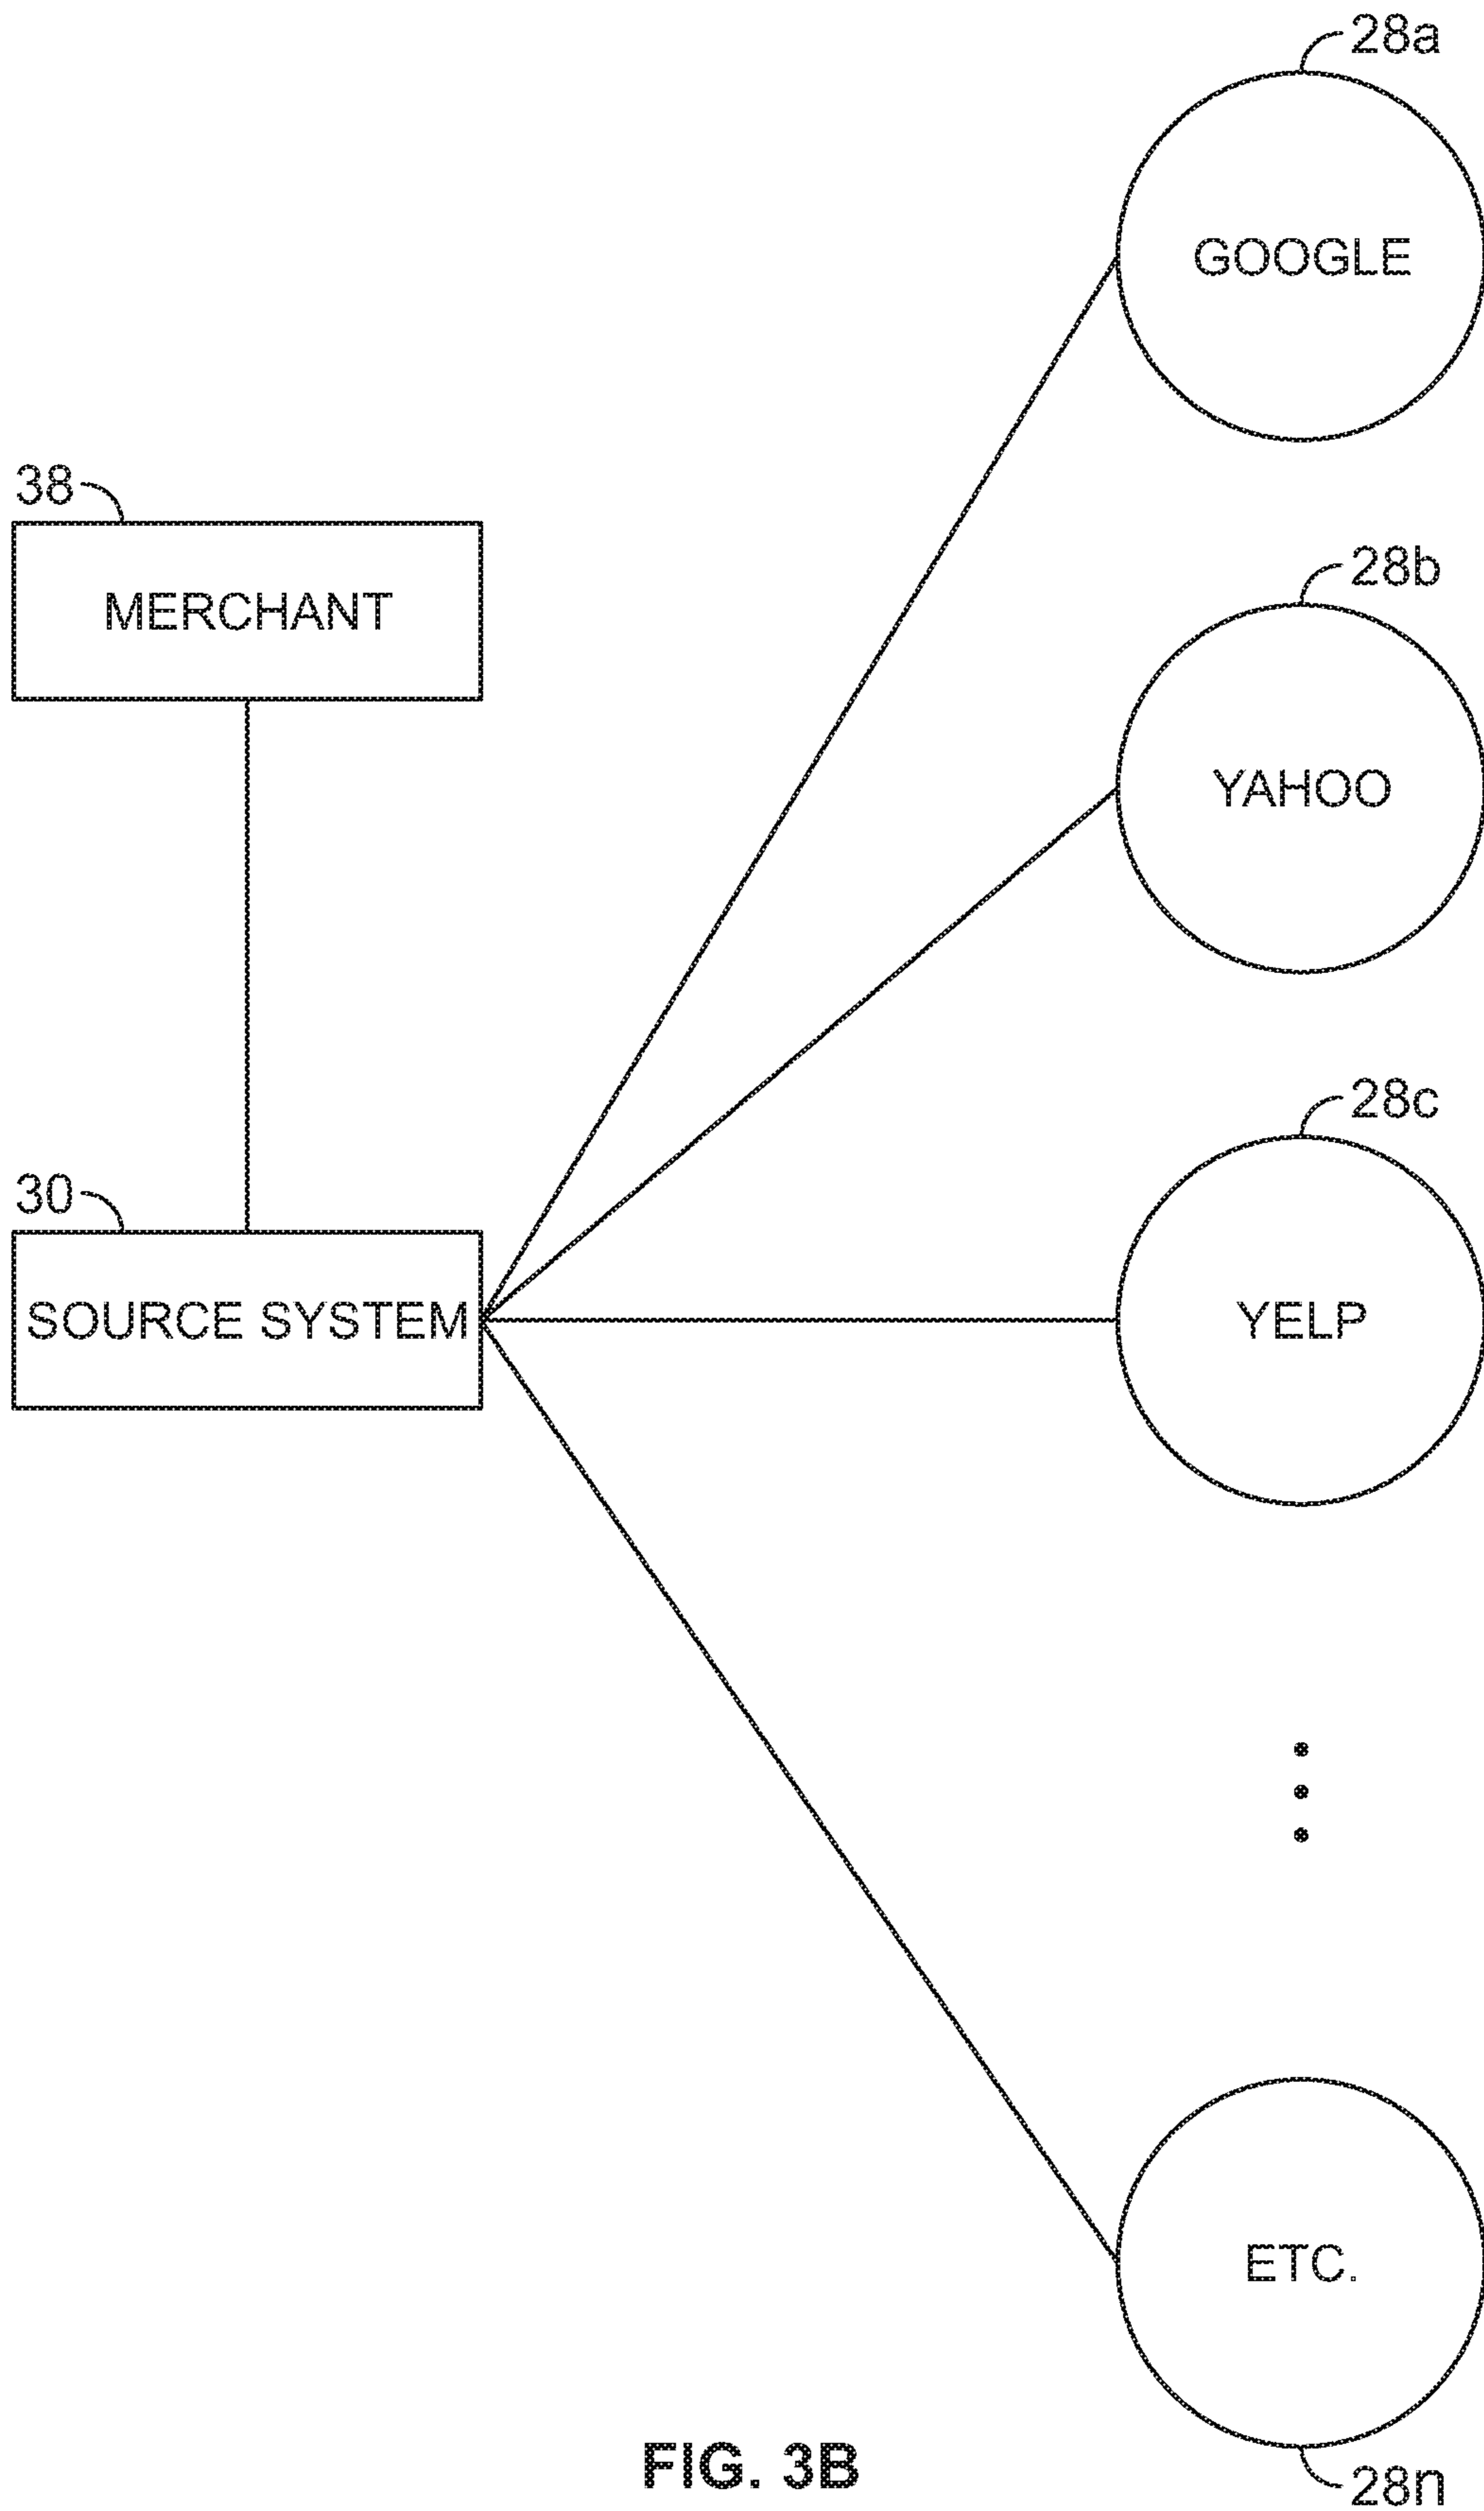 28a
GOOGLE
38
MERCHANT
28b
YAHOO
28c
30
SOURCE SYSTEM
YELP
ETC.
FIG. 3B
28n